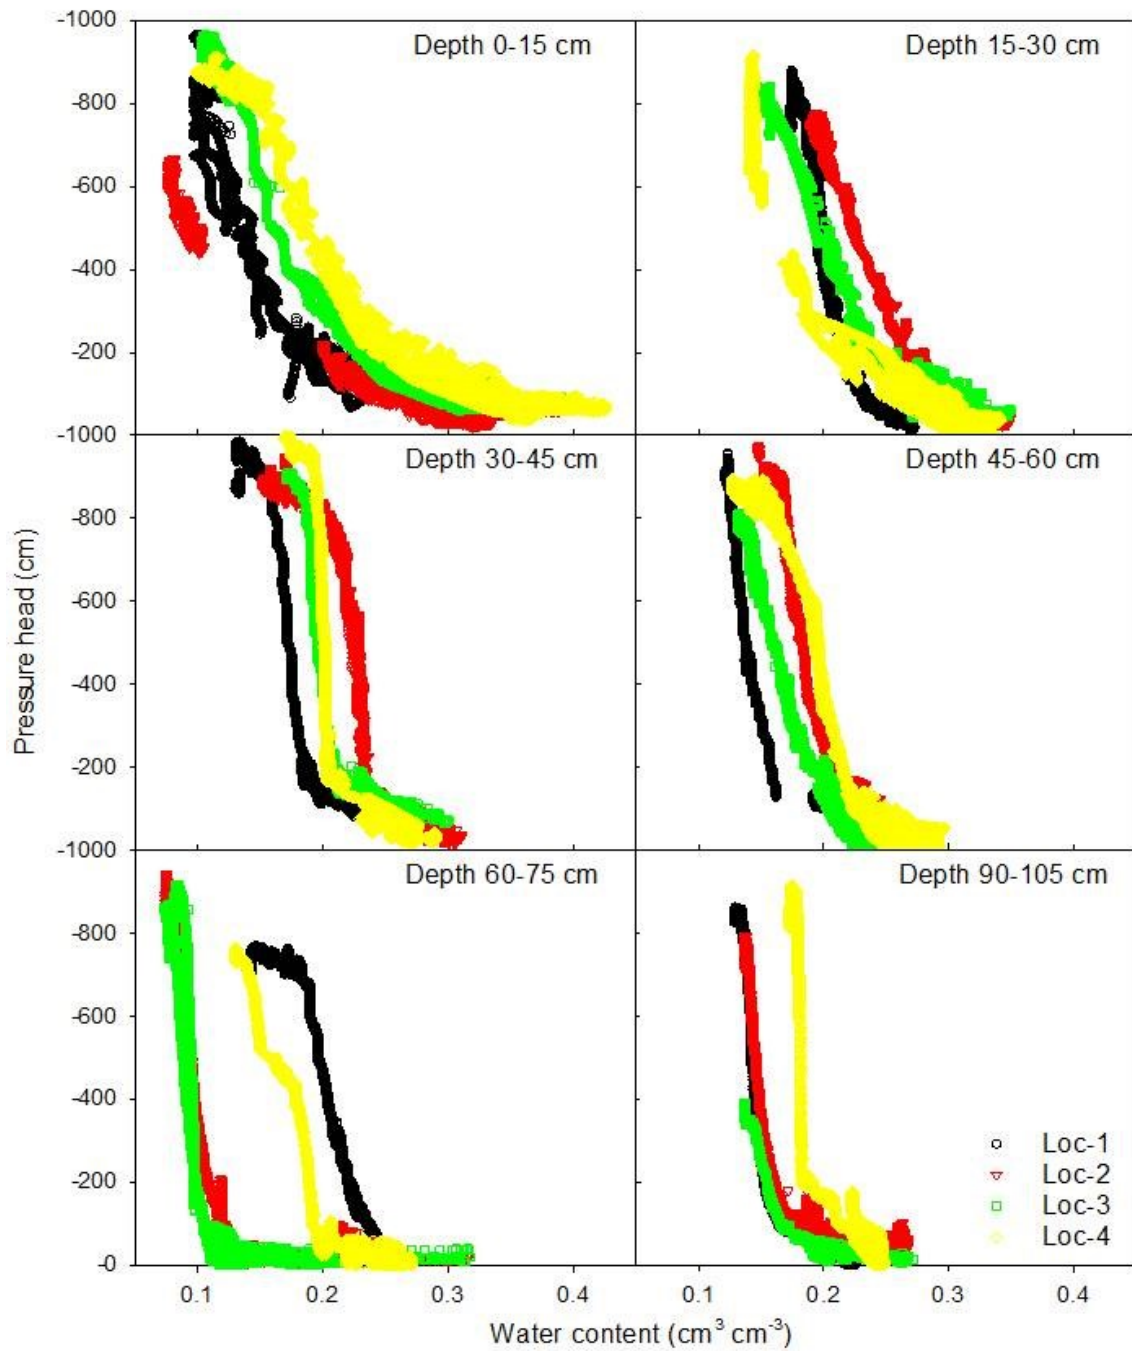 -1000
Depth 0-15 cm
Depth 15-30 cm
-800
-600
-400
-200
-1000
Depth 30-45 cm
Depth 45-60 cm
-800
Pressure head (cm)
-600
-400
-200
-1000
Depth 60-75 cm
Depth 90-105 cm
-800
-600
-400
Loc-1
-200
Loc-2
Loc-3
Loc-4
-0
0.1 0.2 0.3 0.4 0.1 0.2 0.3 0.4
Water content (cm³ cm⁻³)